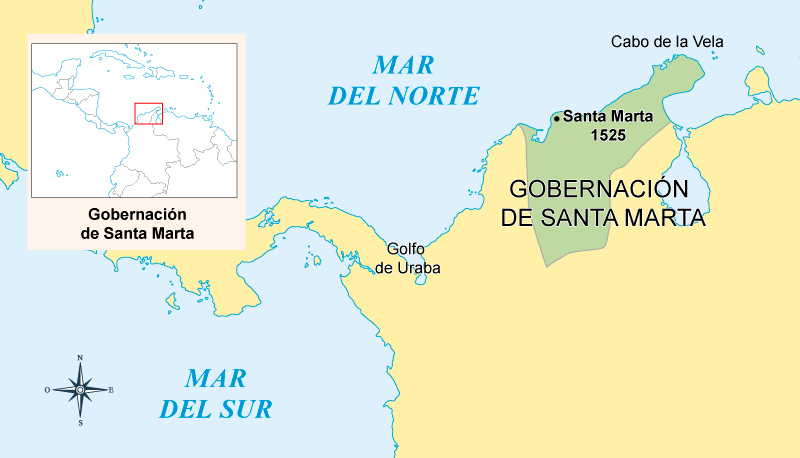 Cabo de la Vela
MAR
DEL NORTE
Santa Marta
1525
GOBERNACIÓN
DE SANTA MARTA
Gobernación
de Santa Marta
Golfo
de Uraba
MAR
DEL SUR
N
O
E
S